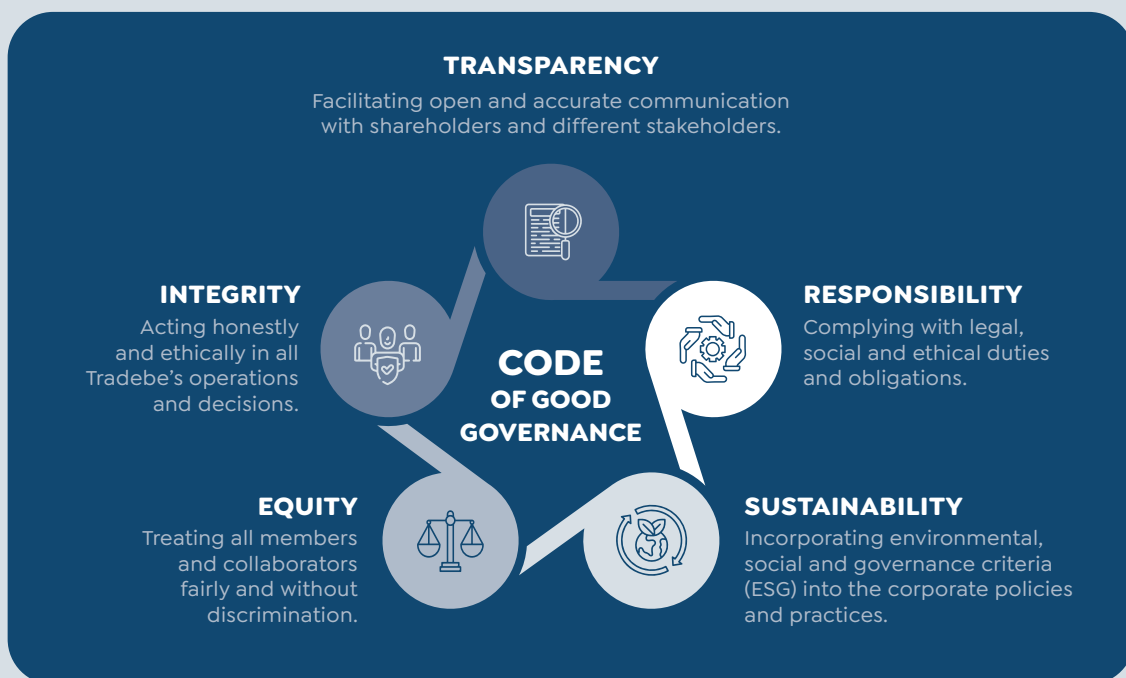 TRANSPARENCY
Facilitating open and accurate communication
with shareholders and different stakeholders.
INTEGRITY
Acting honestly
and ethically in all
Tradebe's operations
and decisions.
RESPONSIBILITY
Complying with legal,
social and ethical duties
and obligations.
CODE
OF GOOD
GOVERNANCE
EQUITY
Treating all members
and collaborators
fairly and without
discrimination.
SUSTAINABILITY
Incorporating environmental,
social and governance criteria
(ESG) into the corporate policies
and practices.